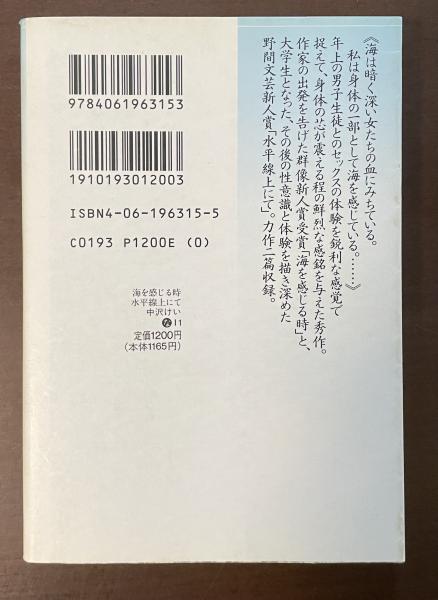 《海は暗く深い女たちの血にみちている。
私は身体の一部として海を感じている。……》
年上の男子生徒とのセックスの体験を鋭利な感覚で
捉えて、身体の芯が震える程の鮮烈な感銘を与えた秀作。
作家の出発を告げた群像新人賞受賞「海を感じる時」と、
大学生となった、その後の性意識と体験を描き深めた
野間文芸新人賞「水平線上にて」。力作二篇収録。
9784061963153
1910193012003
ISBN4-06-196315-5
C0193 P1200E (0)
海を感じる時
水平線上にて
中沢けい
な11
定価1200円
(本体1165円)